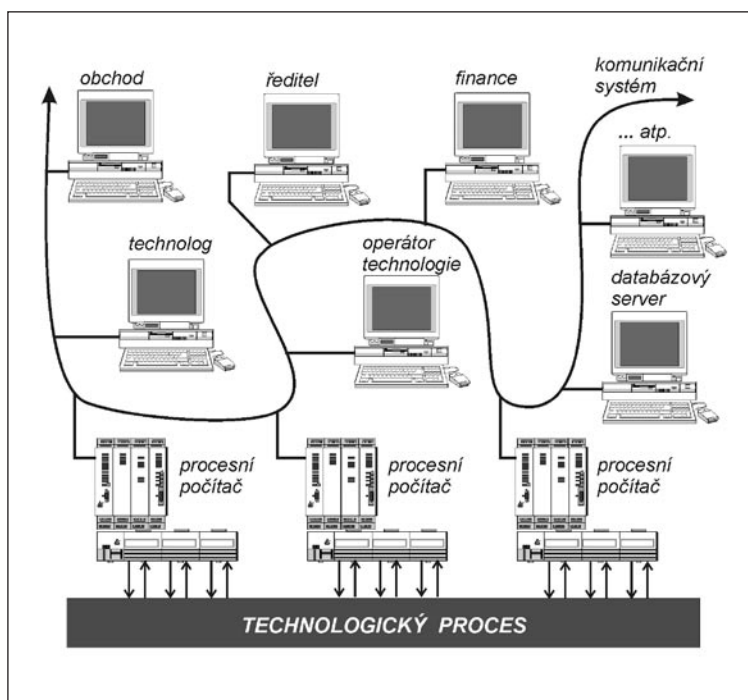 obchod
ředitel
finance
komunikační
systém
... atp.
technolog
operátor
technologie
databázový
server
procesní
počítač
procesní
počítač
procesní
počítač
TECHNOLOGICKÝ PROCES